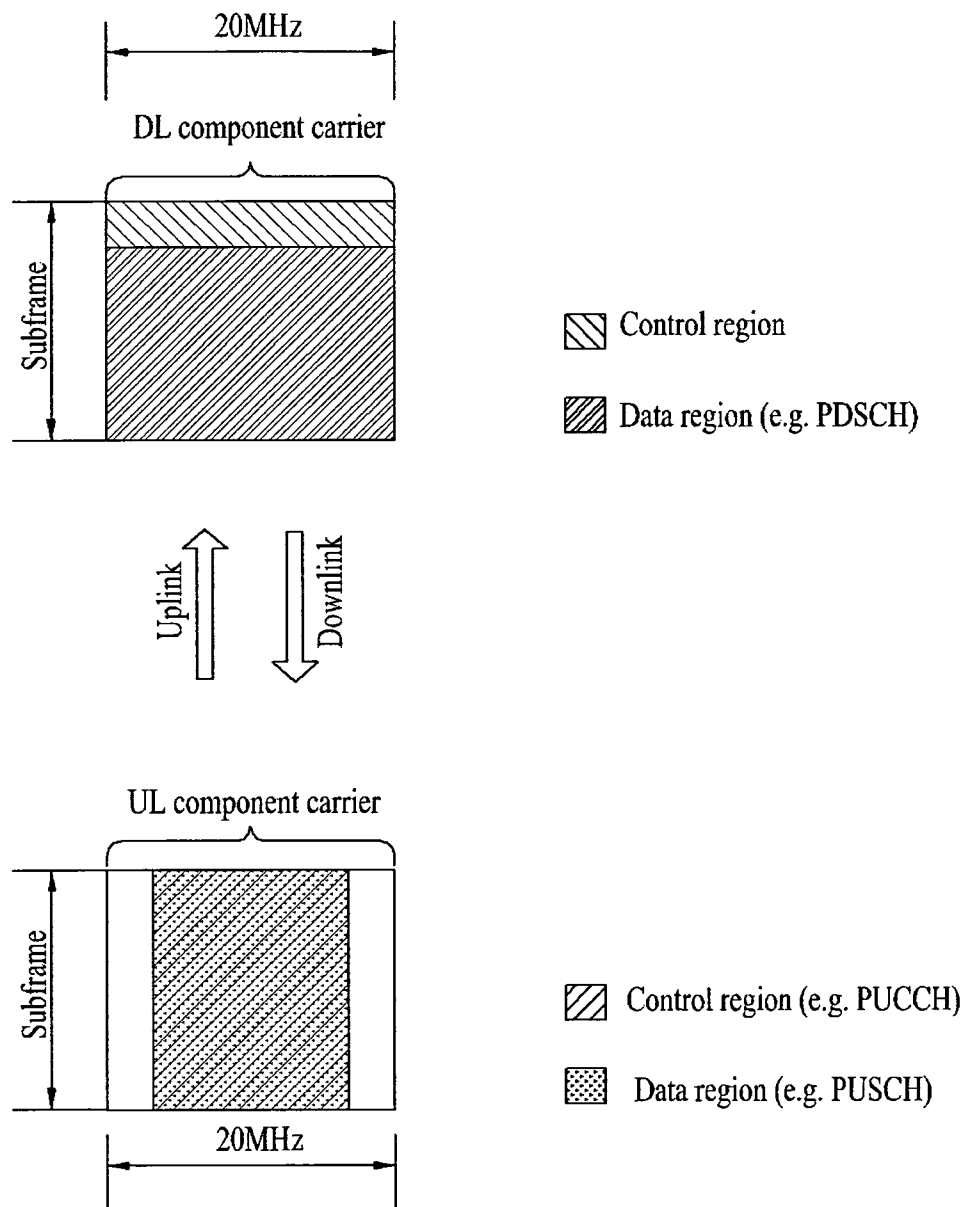 20MHz
DL component carrier
Subframe
Control region
Data region (e.g. PDSCH)
Uplink
Downlink
UL component carrier
Subframe
Control region (e.g. PUCCH)
Data region (e.g. PUSCH)
20MHz